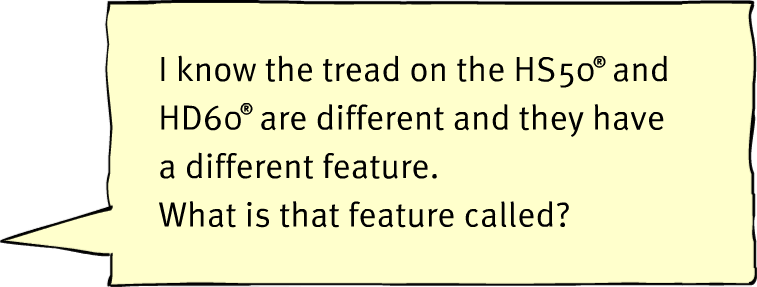 I know the tread on the HS50® and
HD60® are different and they have
a different feature.
What is that feature called?